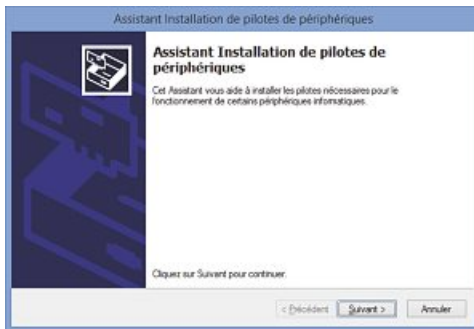 Assistant Installation de pilotes de périphériques
Assistant Installation de pilotes de
périphériques
Cet Assistant vous aide à installer les pilotes nécessaires pour le
fonctionnement de certains périphériques informatiques.
Cliquez sur Suivant pour continuer.
< Précédent Suivant > Annuler